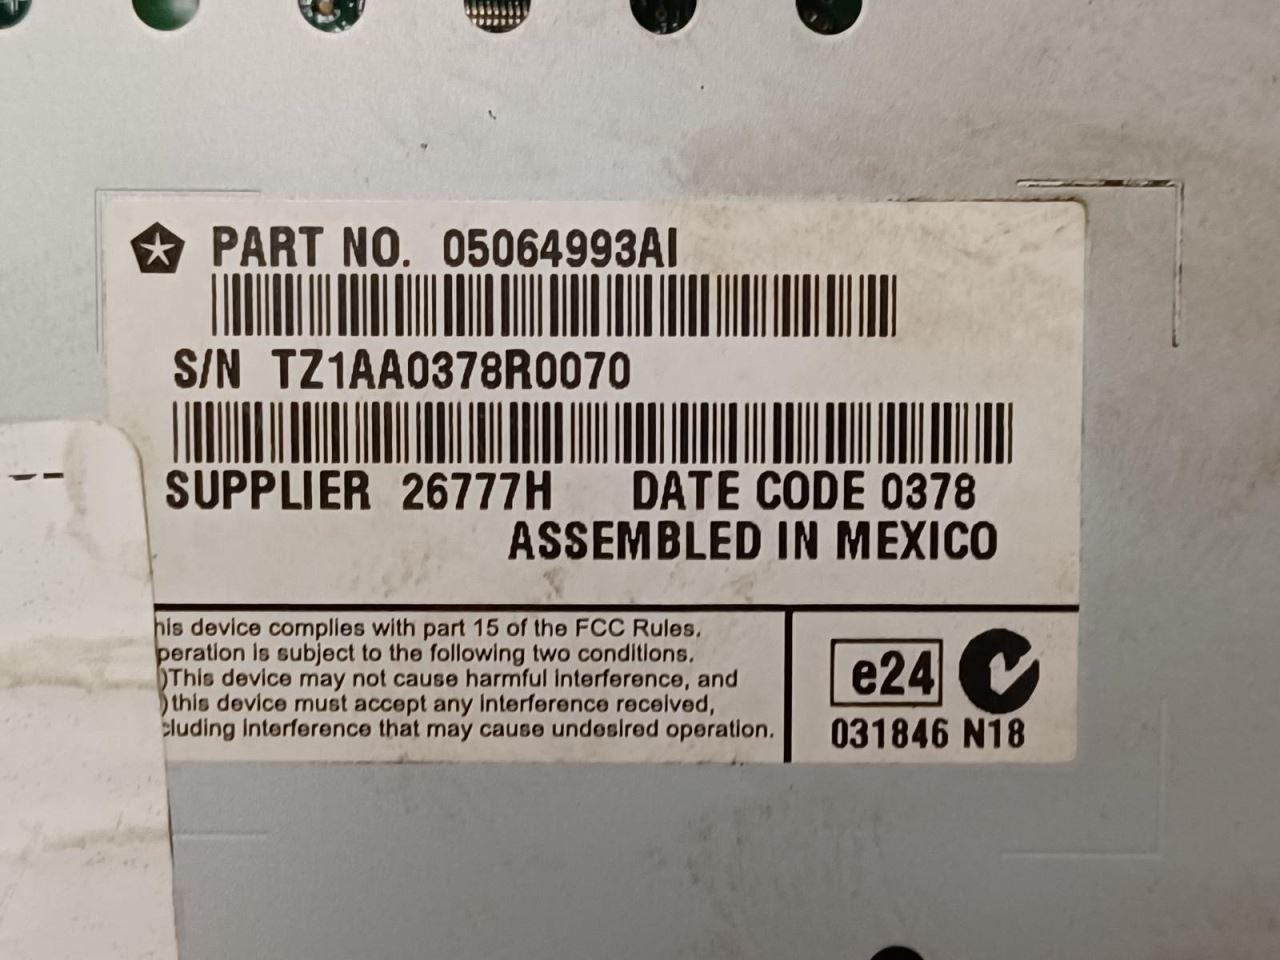 PART NO. 05064993AI
S/N TZ1AA0378R0070
SUPPLIER 26777H DATE CODE 0378
ASSEMBLED IN MEXICO
his device complies with part 15 of the FCC Rules.
peration is subject to the following two conditions.
)This device may not cause harmful interference, and
)this device must accept any interference received,
cluding interference that may cause undesired operation.
e24
031846 N18